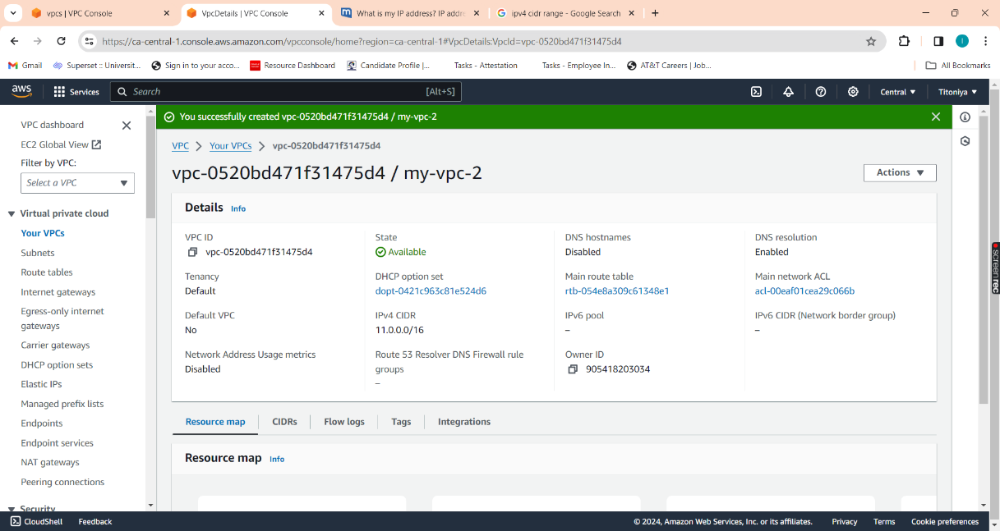 vpcs | VPC Console
VpcDetails | VPC Console
What is my IP address? IP addre
ipv4 cidr range - Google Search
https://ca-central-1.console.aws.amazon.com/vpcconsole/home?region=ca-central-1#VpcDetails:VpcId=vpc-0520bd471f31475d4
Gmail
Superset :: Universit...
Sign in to your acco...
Resource Dashboard
Candidate Profile |...
Tasks - Attestation
Tasks - Employee In...
AT&T Careers | Job...
All Bookmarks
aws
Services
Search
[Alt+S]
Central
Titoniya
VPC dashboard
EC2 Global View
Filter by VPC:
Select a VPC
Virtual private cloud
Your VPCs
Subnets
Route tables
Internet gateways
Egress-only internet
gateways
Carrier gateways
DHCP option sets
Elastic IPs
Managed prefix lists
Endpoints
Endpoint services
NAT gateways
Peering connections
Security
You successfully created vpc-0520bd471f31475d4 / my-vpc-2
VPC
Your VPCs
vpc-0520bd471f31475d4
vpc-0520bd471f31475d4 / my-vpc-2
Actions
Details
Info
VPC ID
vpc-0520bd471f31475d4
State
Available
DNS hostnames
Disabled
DNS resolution
Enabled
Tenancy
Default
DHCP option set
dopt-0421c963c81e524d6
Main route table
rtb-054e8a309c61348e1
Main network ACL
acl-00eaf01cea29c066b
Default VPC
No
IPv4 CIDR
11.0.0.0/16
IPv6 pool
–
IPv6 CIDR (Network border group)
–
Network Address Usage metrics
Disabled
Route 53 Resolver DNS Firewall rule
groups
–
Owner ID
905418203034
Resource map
CIDRs
Flow logs
Tags
Integrations
Resource map
Info
screenrec
CloudShell
Feedback
© 2024, Amazon Web Services, Inc. or its affiliates.
Privacy
Terms
Cookie preferences